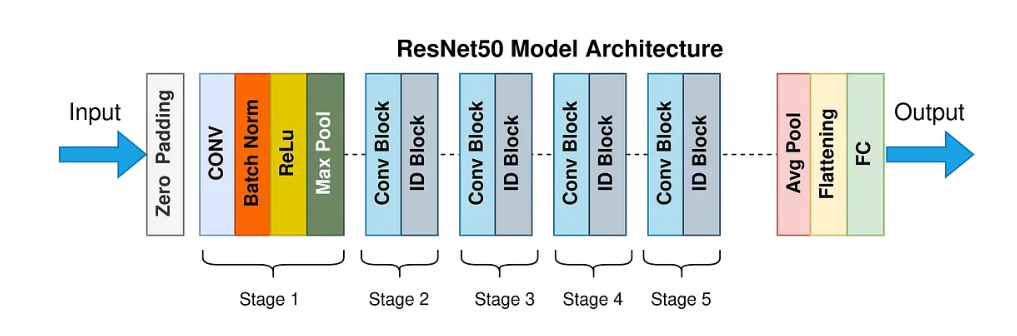 ResNet50 Model Architecture
Input
Zero Padding
CONV
Batch Norm
ReLu
Max Pool
Conv Block
ID Block
Conv Block
ID Block
Conv Block
ID Block
Conv Block
ID Block
Avg Pool
Flattening
FC
Output
Stage 1
Stage 2
Stage 3
Stage 4
Stage 5